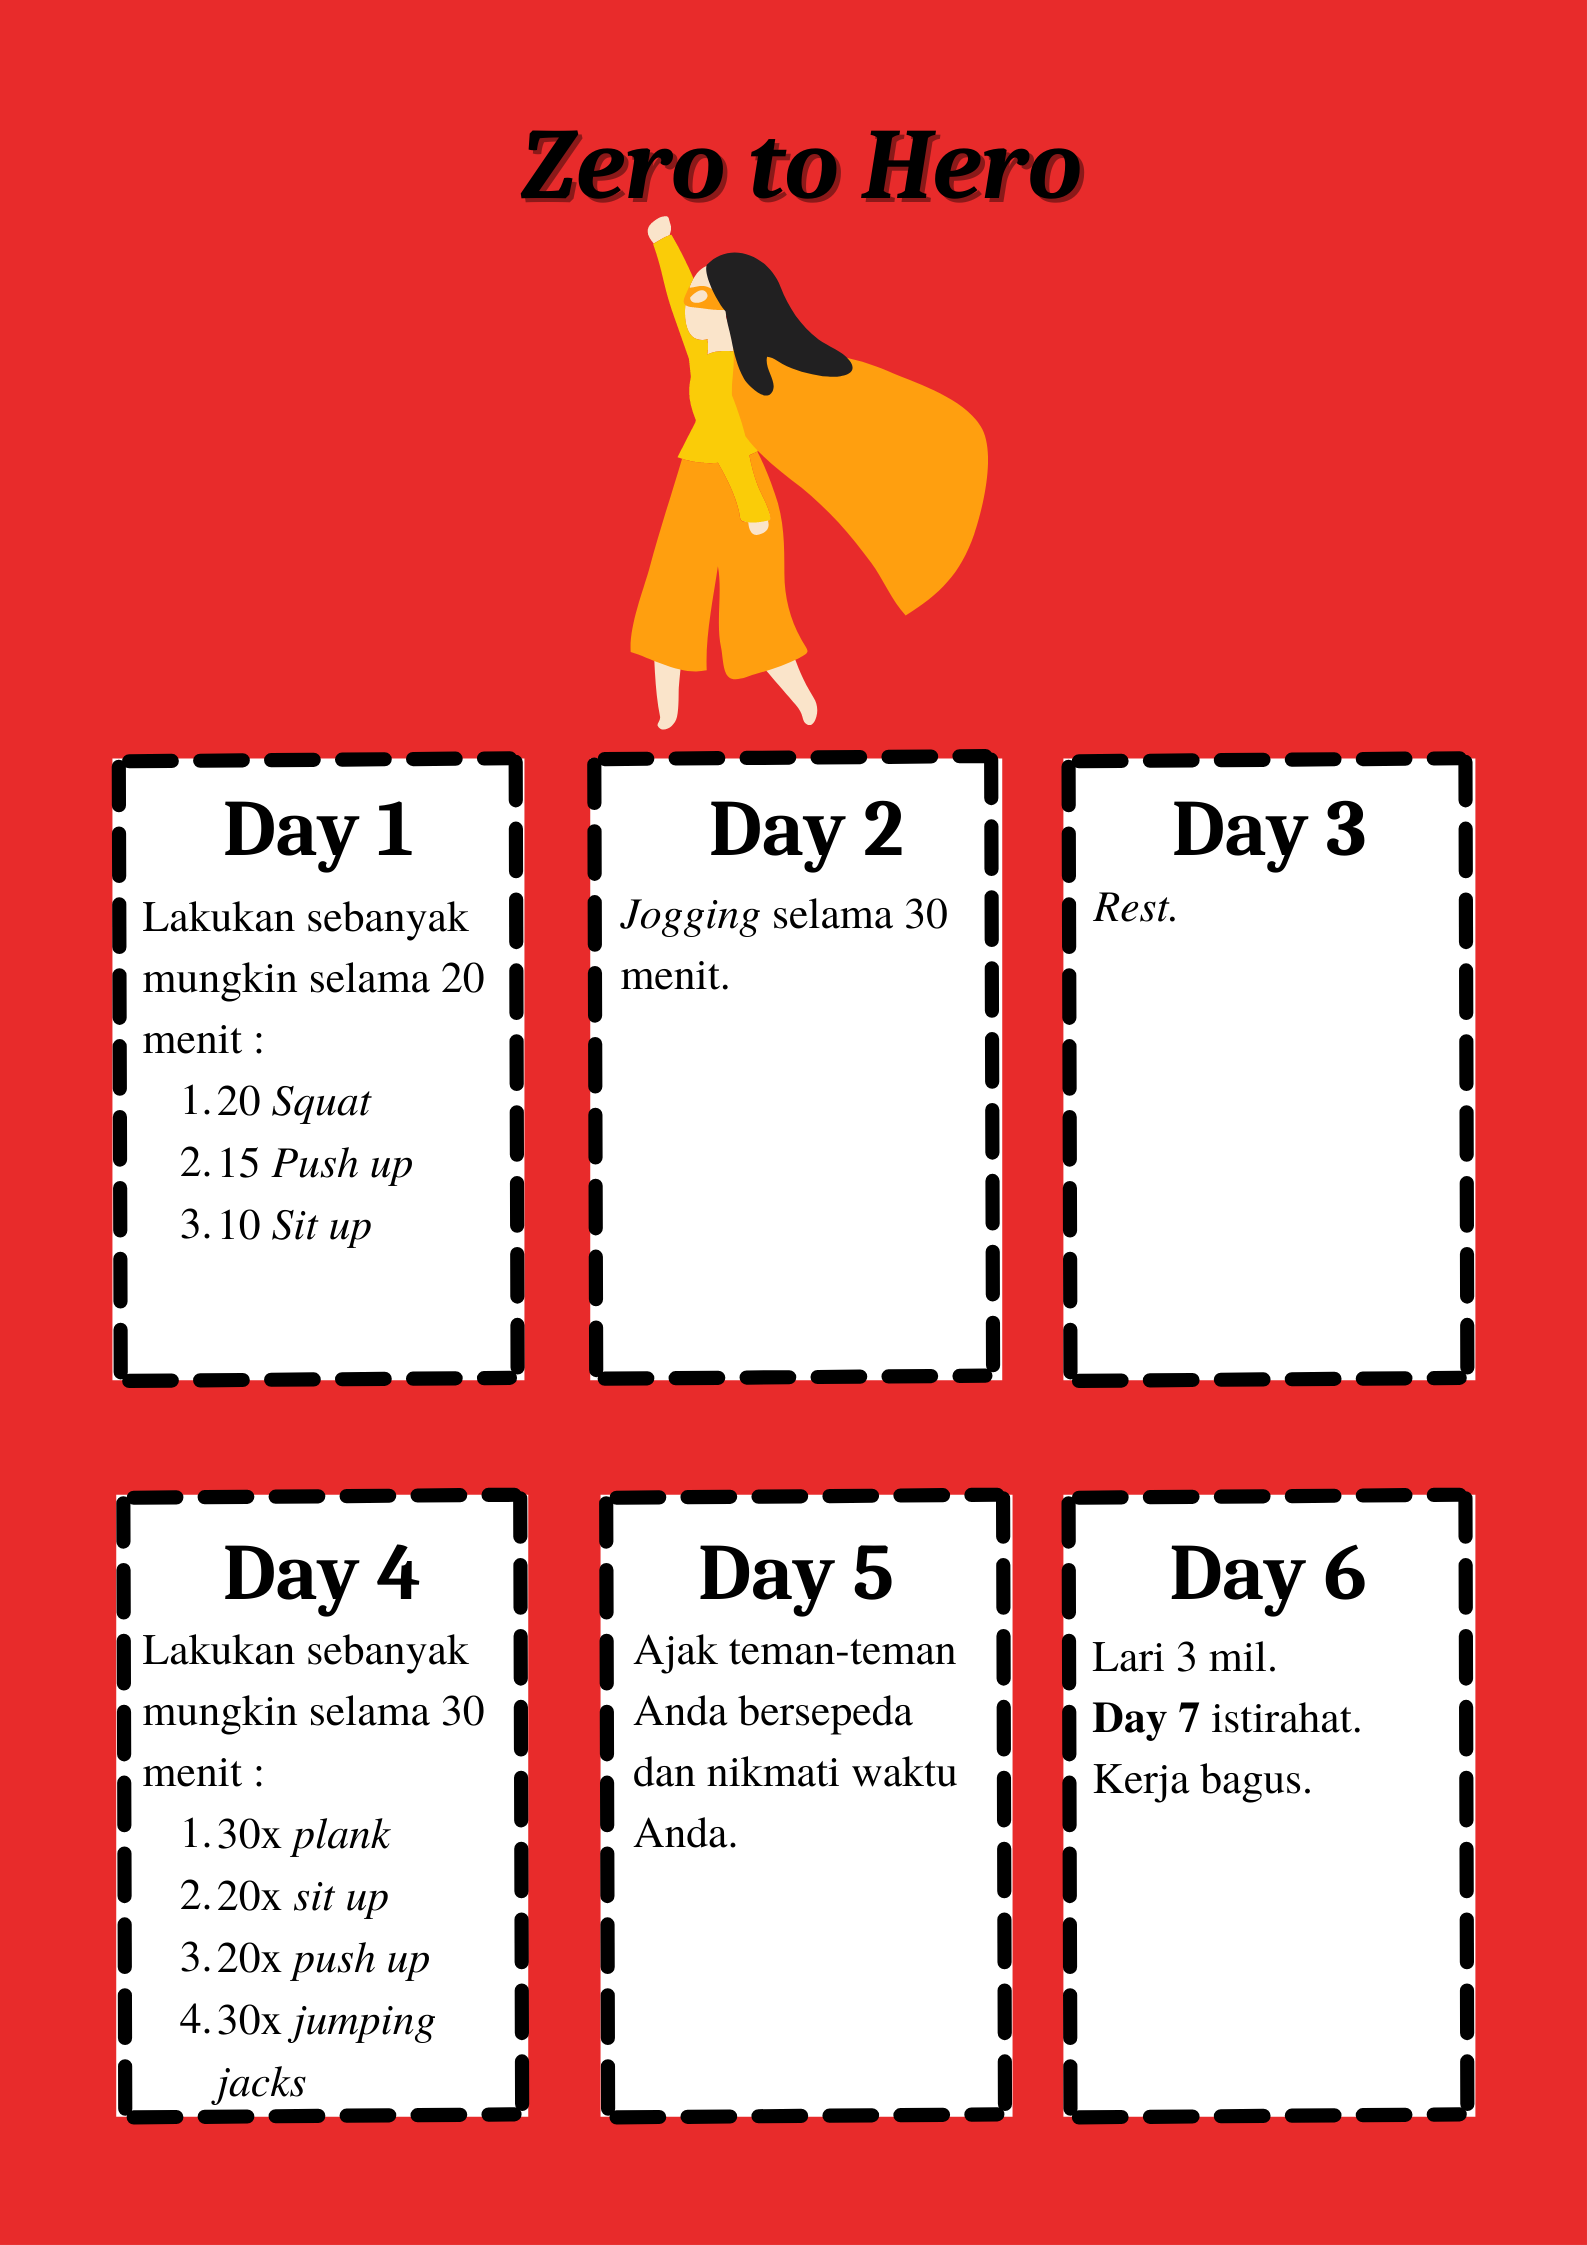 Zero to Hero
Day 1
Lakukan sebanyak
mungkin selama 20
menit :
1. 20 Squat
2. 15 Push up
3. 10 Sit up
Day 2
Jogging selama 30
menit.
Day 3
Rest.
Day 4
Lakukan sebanyak
mungkin selama 30
menit :
1. 30x plank
2. 20x sit up
3. 20x push up
4. 30x jumping
jacks
Day 5
Ajak teman-teman
Anda bersepeda
dan nikmati waktu
Anda.
Day 6
Lari 3 mil.
Day 7 istirahat.
Kerja bagus.